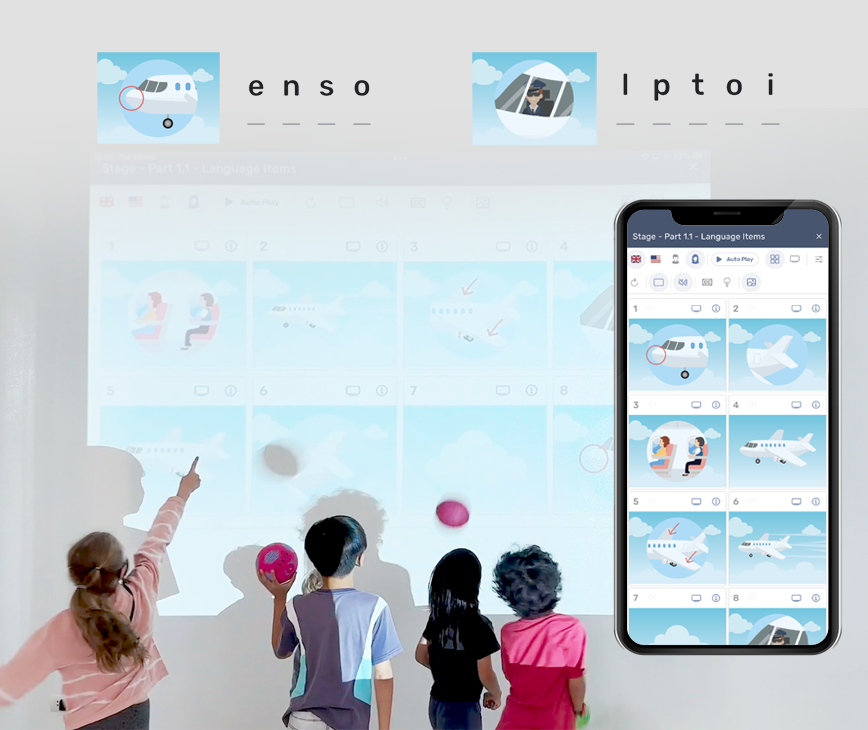 e n s o
l p t o i
Stage - Part 1.1 - Language Items
Auto Play
1 2 3 4
5 6 7 8
Stage - Part 1.1 - Language Items ×
Auto Play
1 2
3 4
5 6
7 8